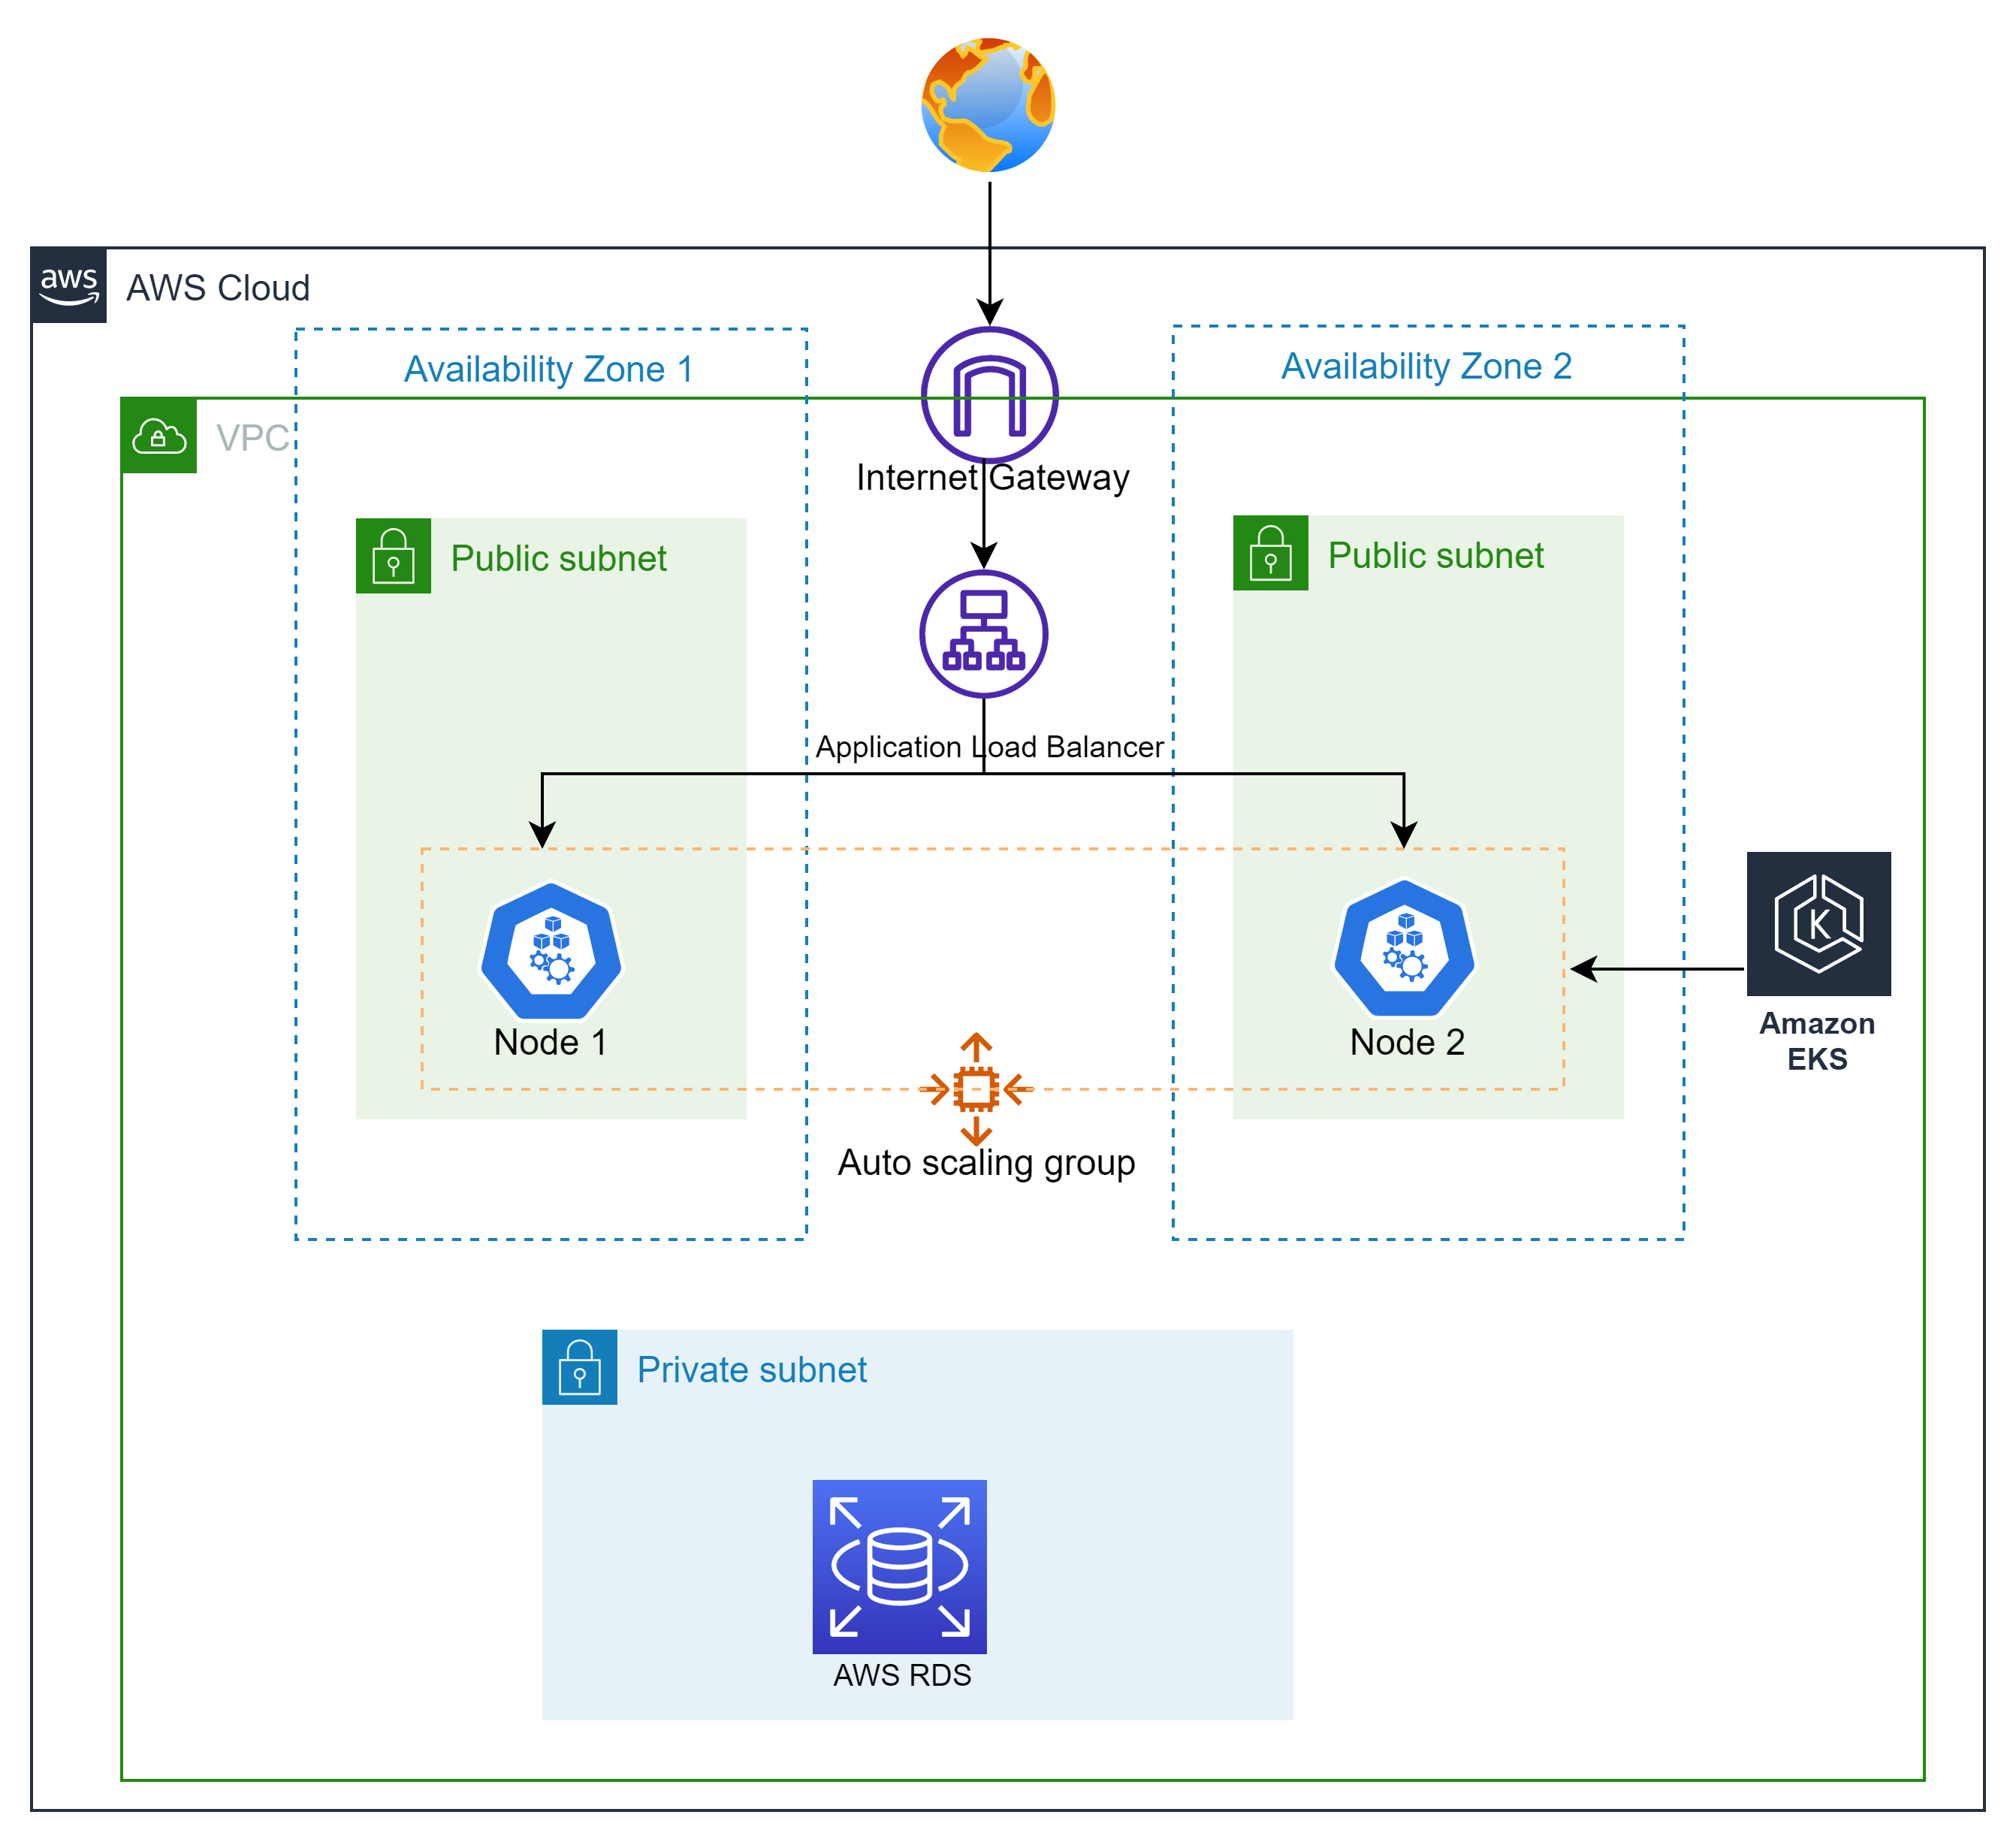 aws
AWS Cloud
Availability Zone 1
Availability Zone 2
VPC
Internet Gateway
Public subnet
Public subnet
Application Load Balancer
K
Node 1
Node 2
Amazon
EKS
Auto scaling group
Private subnet
AWS RDS